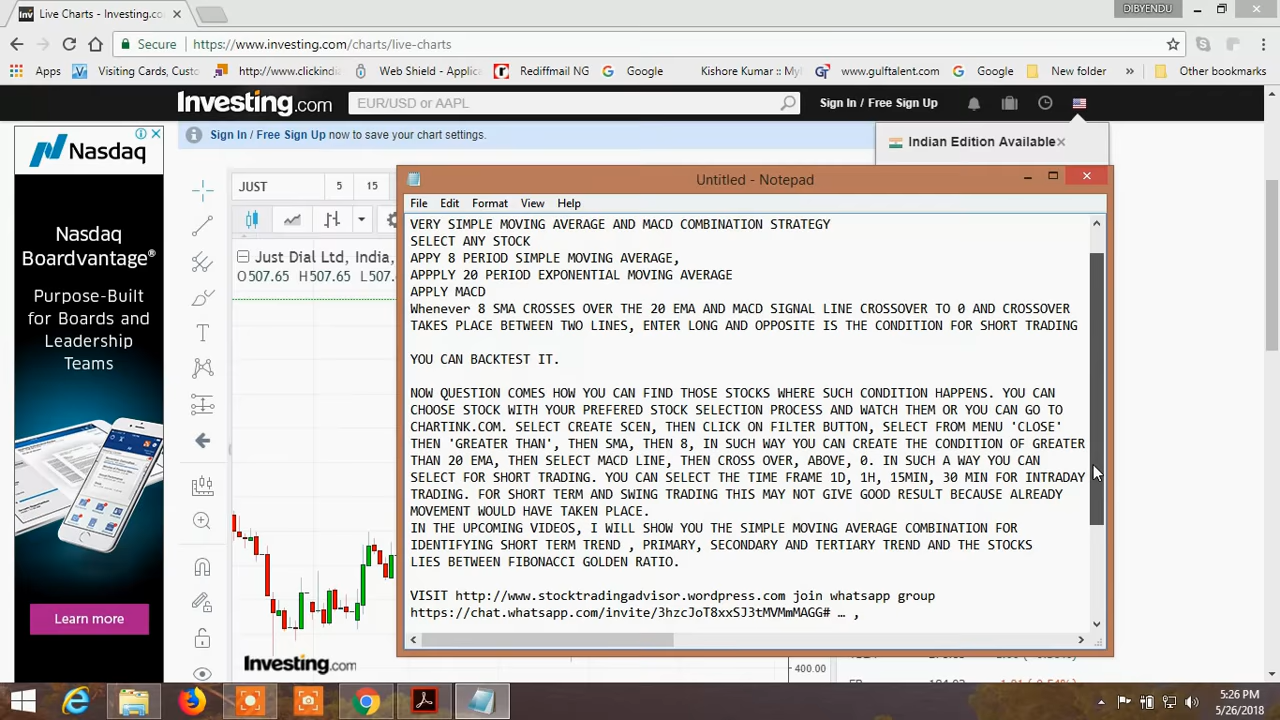 Live Charts - Investing.co
DIBYENDU
Secure
https://www.investing.com/charts/live-charts
Apps
Visiting Cards, Custo
http://www.clickindi
Web Shield - Applica
Rediffmail NG
Google
Kishore Kumar ::
www.gulftalent.com
Google
New folder
»
Other bookmarks
Investing.com
EUR/USD or AAPL
Sign In / Free Sign Up
Sign In / Free Sign Up now to save your chart settings.
Indian Edition Available
Nasdaq
Nasdaq
Boardvantage®
Purpose-Built
for Boards and
Leadership
Teams
Learn more
JUST
5
15
Just Dial Ltd, India,
O507.65 H507.65 L507.
Untitled - Notepad
File Edit Format View Help
VERY SIMPLE MOVING AVERAGE AND MACD COMBINATION STRATEGY
SELECT ANY STOCK
APPY 8 PERIOD SIMPLE MOVING AVERAGE,
APPPLY 20 PERIOD EXPONENTIAL MOVING AVERAGE
APPLY MACD
Whenever 8 SMA CROSSES OVER THE 20 EMA AND MACD SIGNAL LINE CROSSOVER TO 0 AND CROSSOVER
TAKES PLACE BETWEEN TWO LINES, ENTER LONG AND OPPOSITE IS THE CONDITION FOR SHORT TRADING
YOU CAN BACKTEST IT.
NOW QUESTION COMES HOW YOU CAN FIND THOSE STOCKS WHERE SUCH CONDITION HAPPENS. YOU CAN
CHOOSE STOCK WITH YOUR PREFERED STOCK SELECTION PROCESS AND WATCH THEM OR YOU CAN GO TO
CHARTINK.COM. SELECT CREATE SCEN, THEN CLICK ON FILTER BUTTON, SELECT FROM MENU 'CLOSE'
THEN 'GREATER THAN', THEN SMA, THEN 8, IN SUCH WAY YOU CAN CREATE THE CONDITION OF GREATER
THAN 20 EMA, THEN SELECT MACD LINE, THEN CROSS OVER, ABOVE, 0. IN SUCH A WAY YOU CAN
SELECT FOR SHORT TRADING. YOU CAN SELECT THE TIME FRAME 1D, 1H, 15MIN, 30 MIN FOR INTRADAY
TRADING. FOR SHORT TERM AND SWING TRADING THIS MAY NOT GIVE GOOD RESULT BECAUSE ALREADY
MOVEMENT WOULD HAVE TAKEN PLACE.
IN THE UPCOMING VIDEOS, I WILL SHOW YOU THE SIMPLE MOVING AVERAGE COMBINATION FOR
IDENTIFYING SHORT TERM TREND , PRIMARY, SECONDARY AND TERTIARY TREND AND THE STOCKS
LIES BETWEEN FIBONACCI GOLDEN RATIO.
VISIT http://www.stocktradingadvisor.wordpress.com join whatsapp group
https://chat.whatsapp.com/invite/3hzcJoT8xxSJ3tMVMmMAGG# … ,
Investing.com
400.00
5:26 PM
5/26/2018